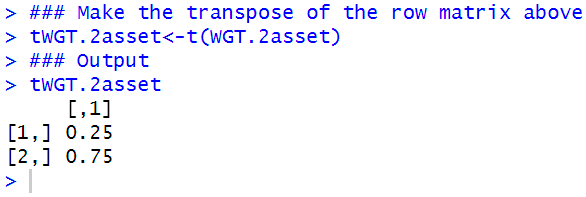 > ### Make the transpose of the row matrix above
> tWGT.2asset<-t(WGT.2asset)
> ### Output
> tWGT.2asset
     [,1]
[1,] 0.25
[2,] 0.75
>